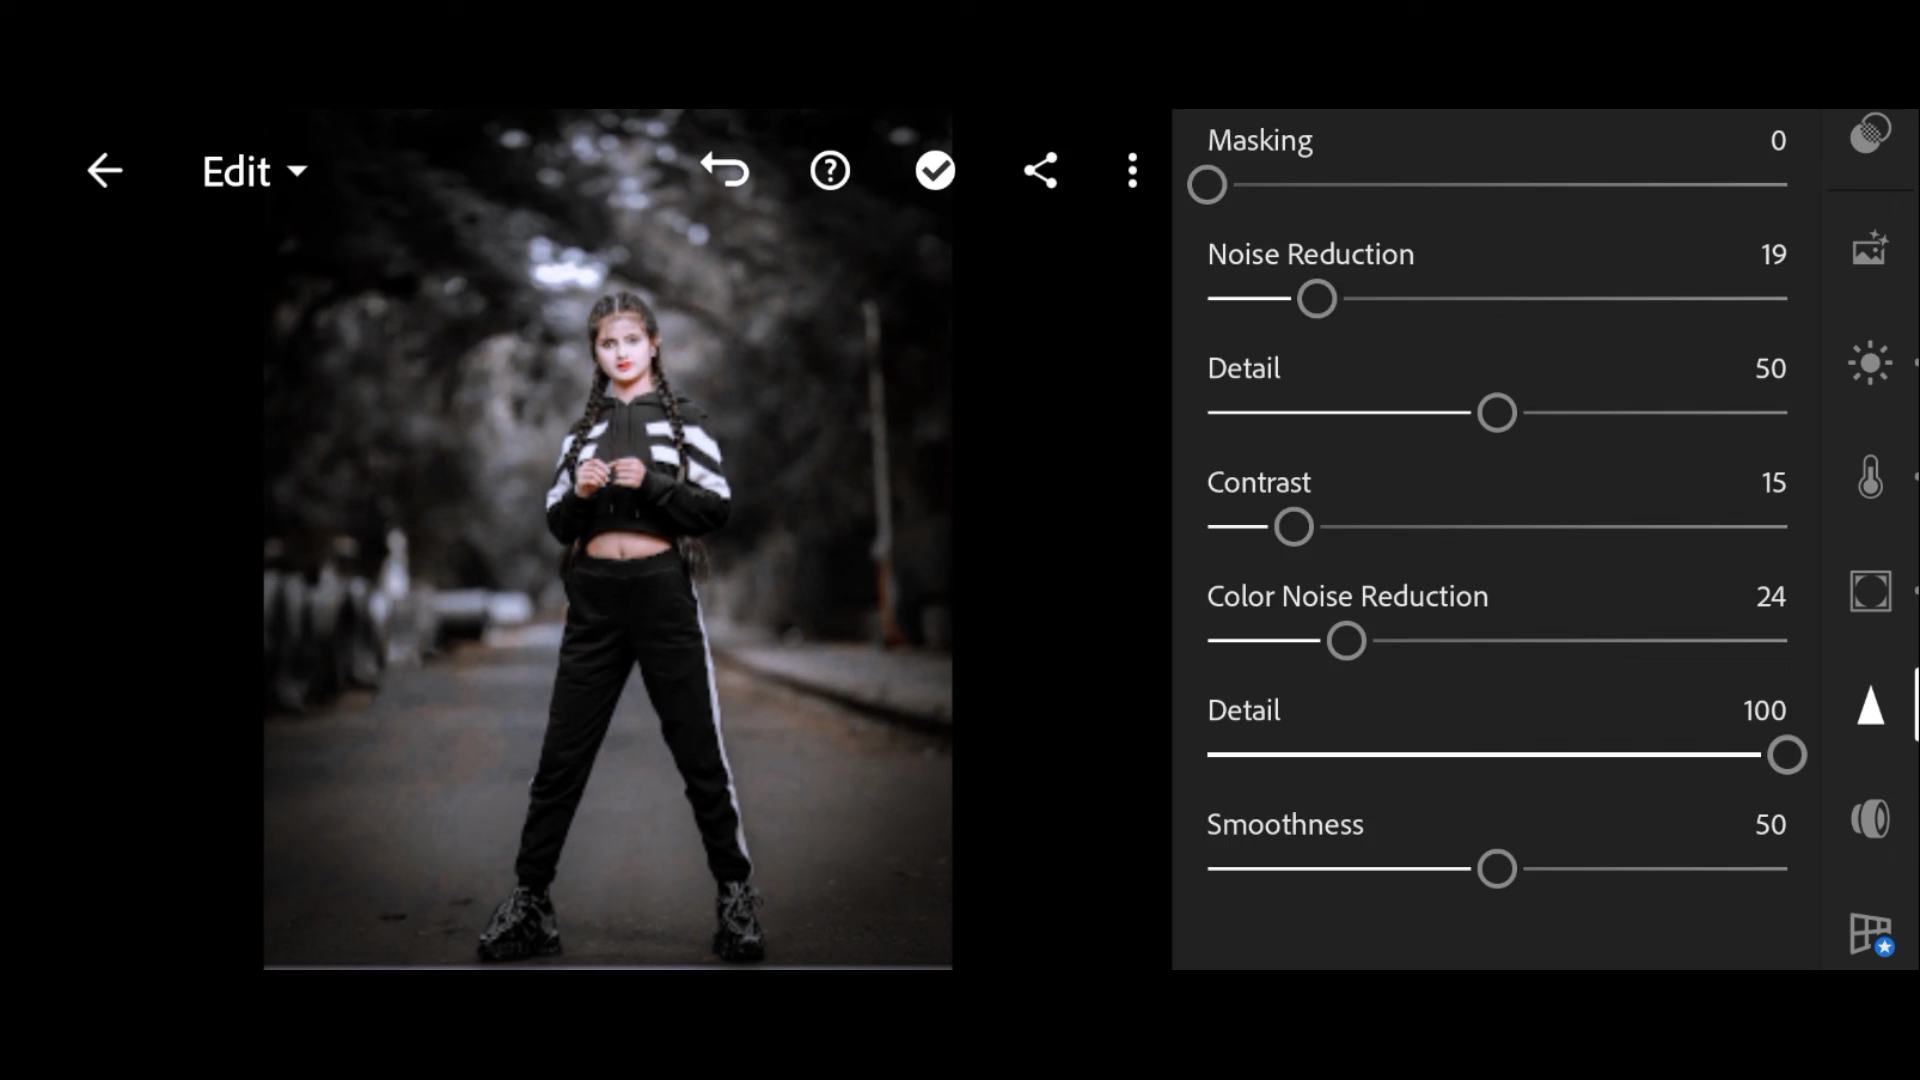 Edit
?
Masking 0
Noise Reduction 19
Detail 50
Contrast 15
Color Noise Reduction 24
Detail 100
Smoothness 50